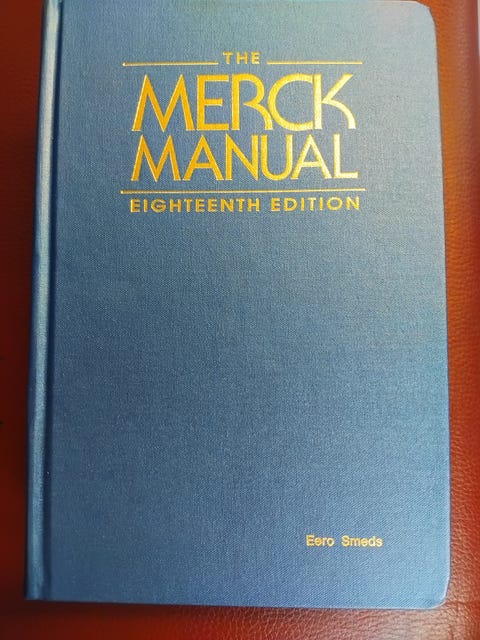 THE
MERCK
MANUAL
EIGHTEENTH EDITION
Eero Smeds